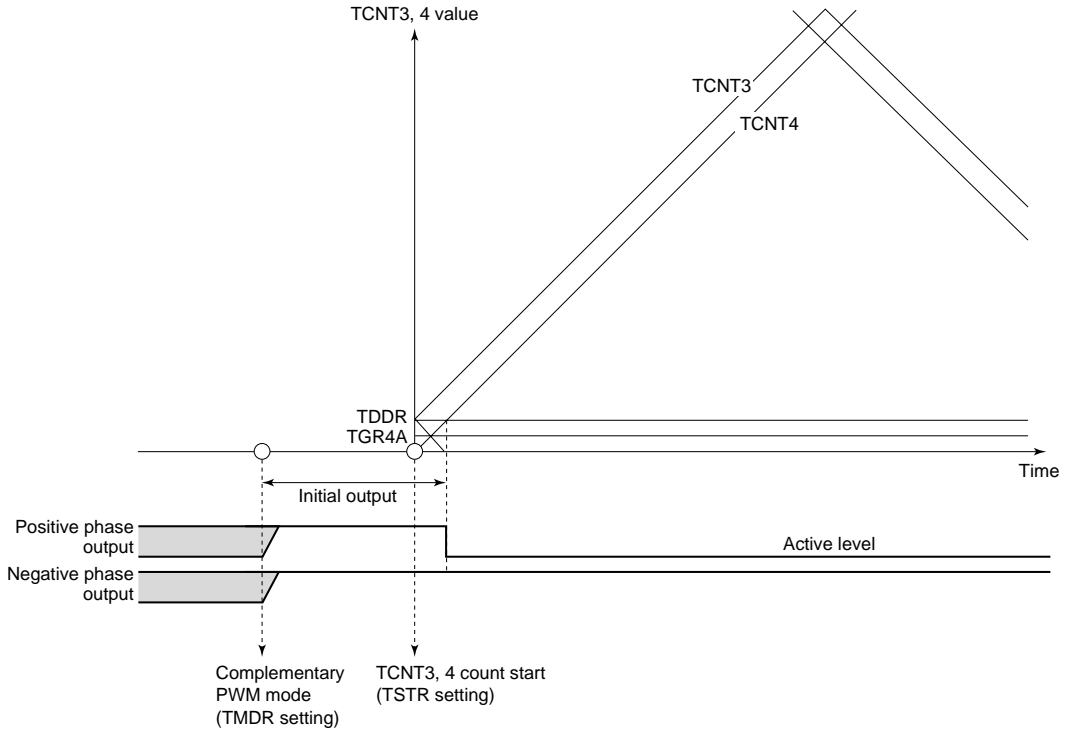 TCNT3, 4 value
TCNT3
TCNT4
TDDR
TGR4A
Time
Initial output
Positive phase
output
Active level
Negative phase
output
Complementary
PWM mode
(TMDR setting)
TCNT3, 4 count start
(TSTR setting)